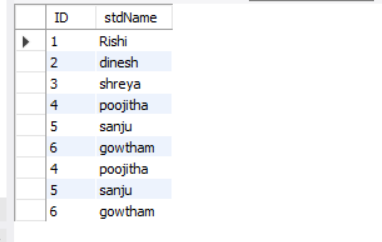 ID stdName
1 Rishi
2 dinesh
3 shreya
4 poojitha
5 sanju
6 gowtham
4 poojitha
5 sanju
6 gowtham